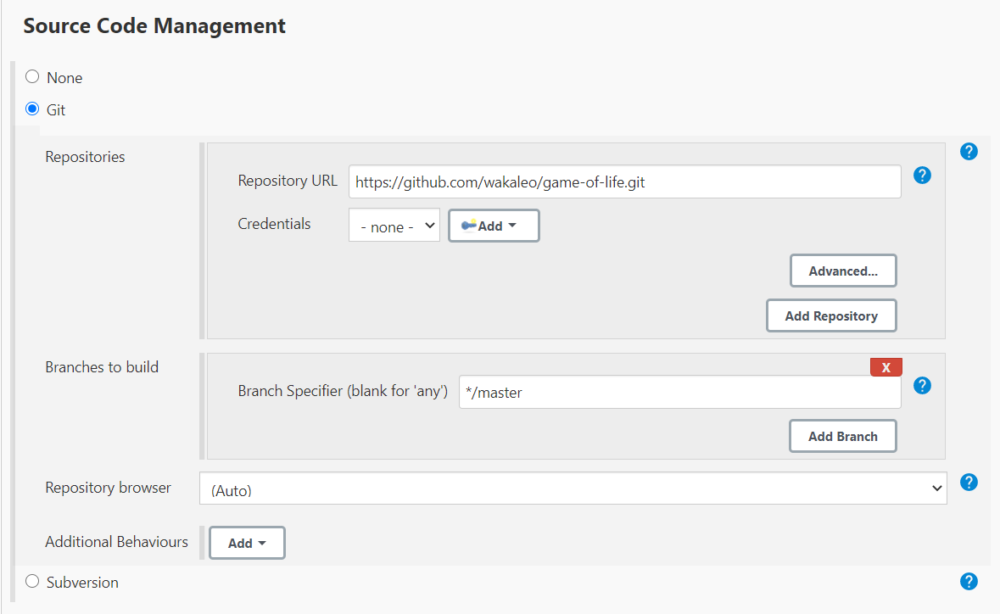 Source Code Management
None
Git
Repositories
?
Repository URL https://github.com/wakaleo/game-of-life.git
?
Credentials - none - Add
Advanced...
Add Repository
Branches to build
X
Branch Specifier (blank for 'any') */master
?
Add Branch
Repository browser (Auto)
?
Additional Behaviours Add
Subversion
?